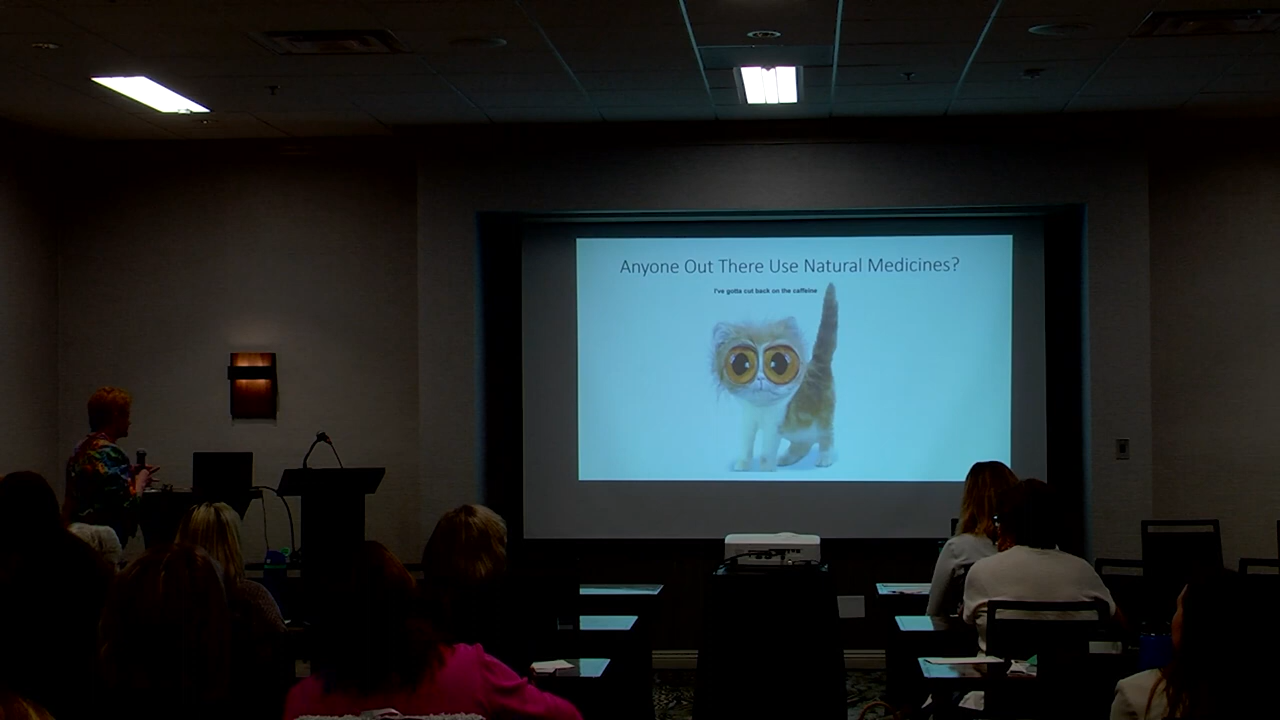 Anyone Out There Use Natural Medicines?
I've gotta cut back on the caffeine